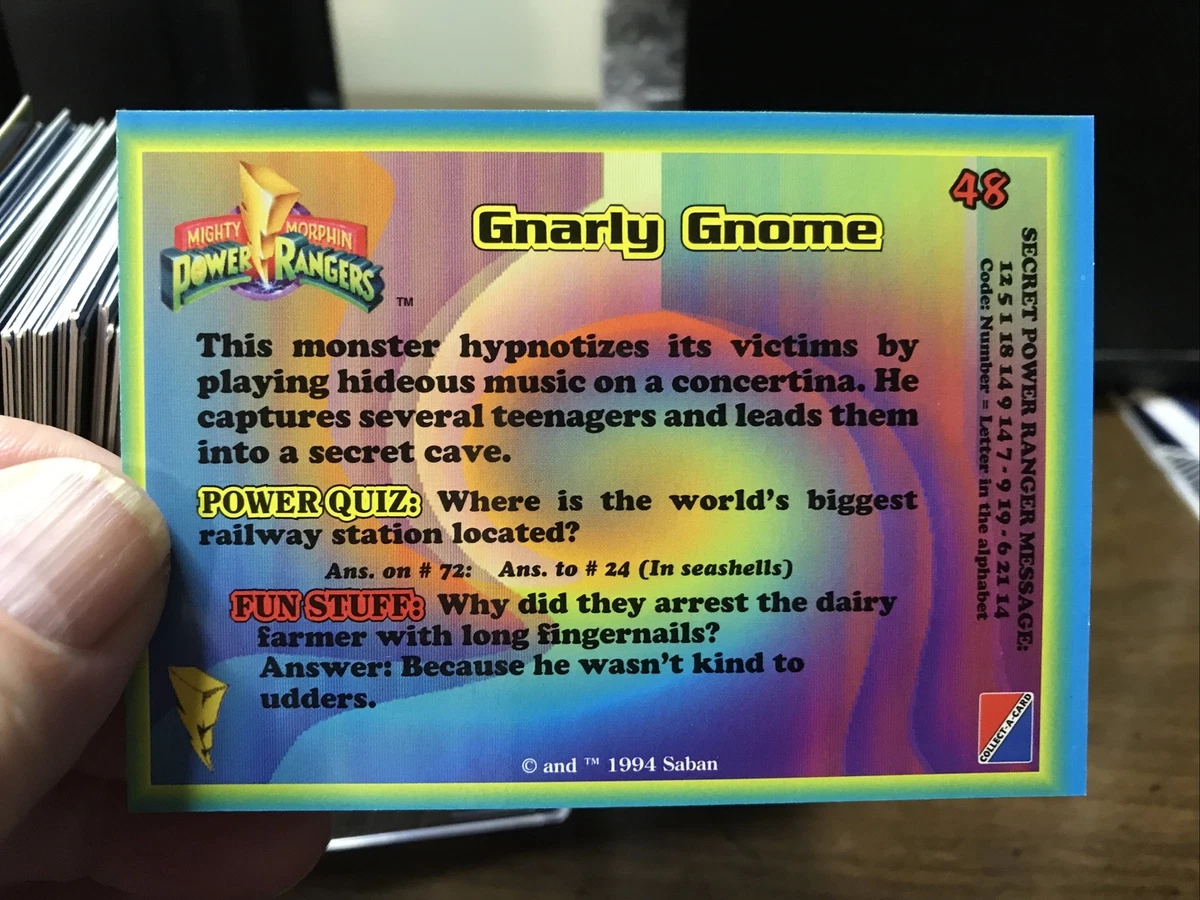 MIGHTY MORPHIN
POWER RANGERS
TM
Gnarly Gnome
48
This monster hypnotizes its victims by
playing hideous music on a concertina. He
captures several teenagers and leads them
into a secret cave.
POWER QUIZ: Where is the world's biggest
railway station located?
Ans. on # 72: Ans. to # 24 (In seashells)
FUN STUFF: Why did they arrest the dairy
farmer with long fingernails?
Answer: Because he wasn't kind to
udders.
© and ™ 1994 Saban
SECRET POWER RANGER MESSAGE:
12 5 1 18 14 9 14 7 - 9 19 - 6 21 14
Code: Number = Letter in the alphabet
COLLECT-A-CARD